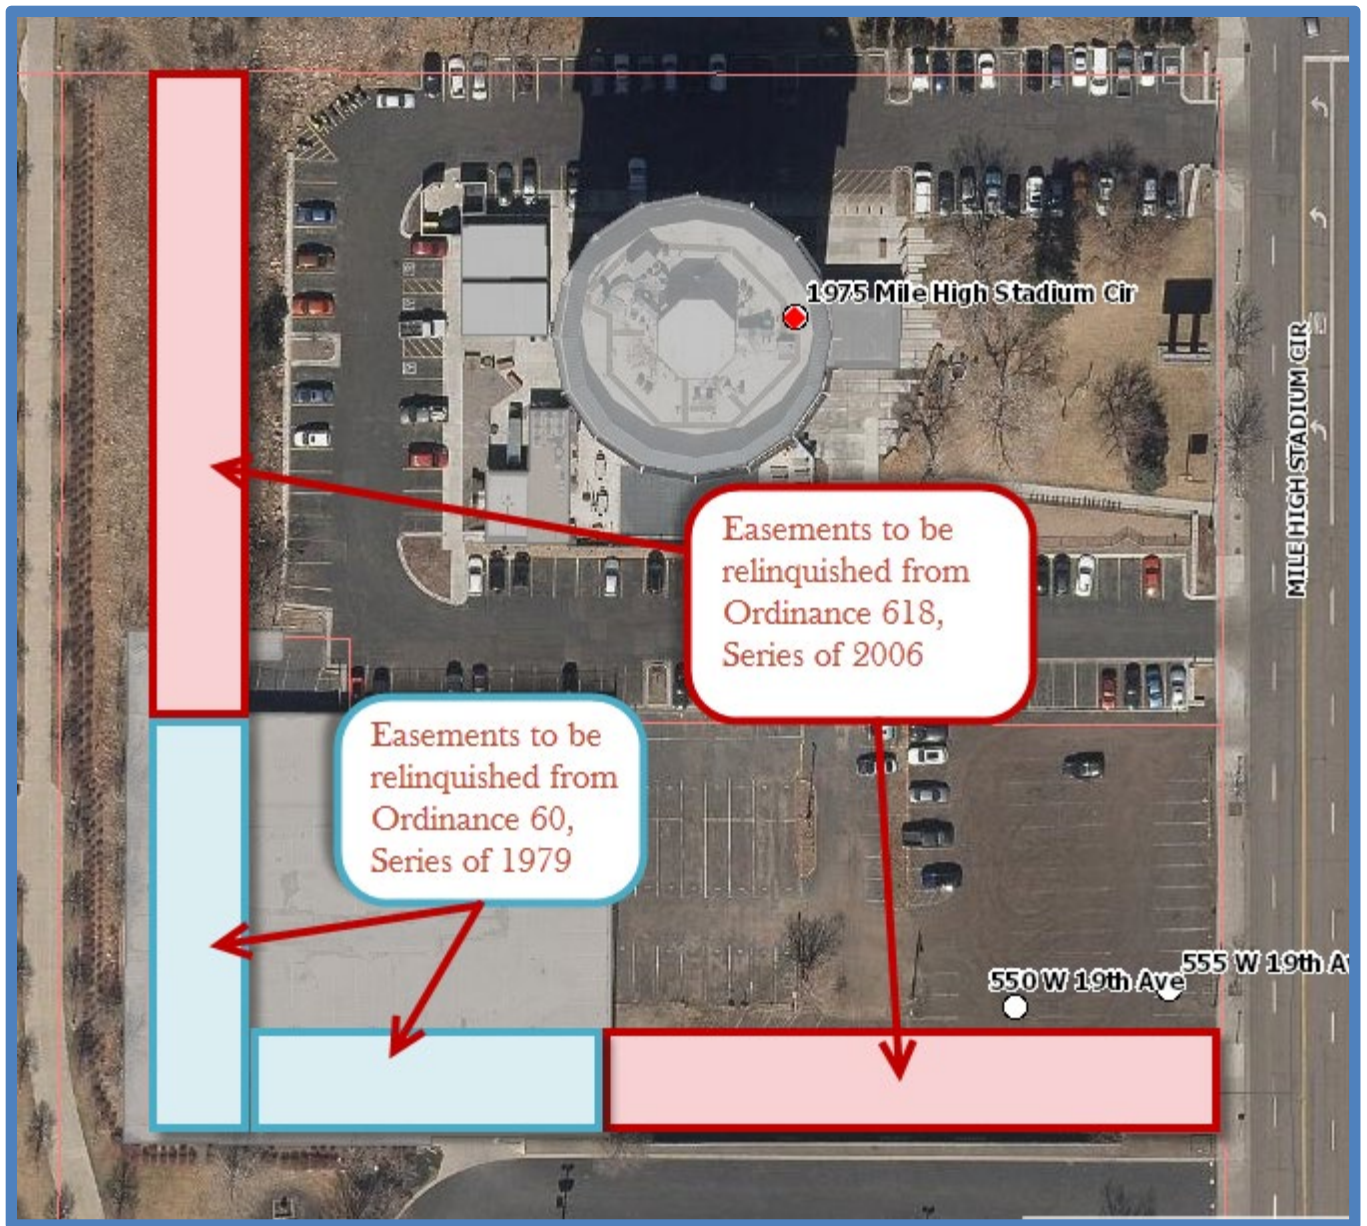 1975 Mile High Stadium Cir
MILE HIGH STADIUM CIR
Easements to be
relinquished from
Ordinance 618,
Series of 2006
Easements to be
relinquished from
Ordinance 60,
Series of 1979
550 W 19th Ave
555 W 19th Av